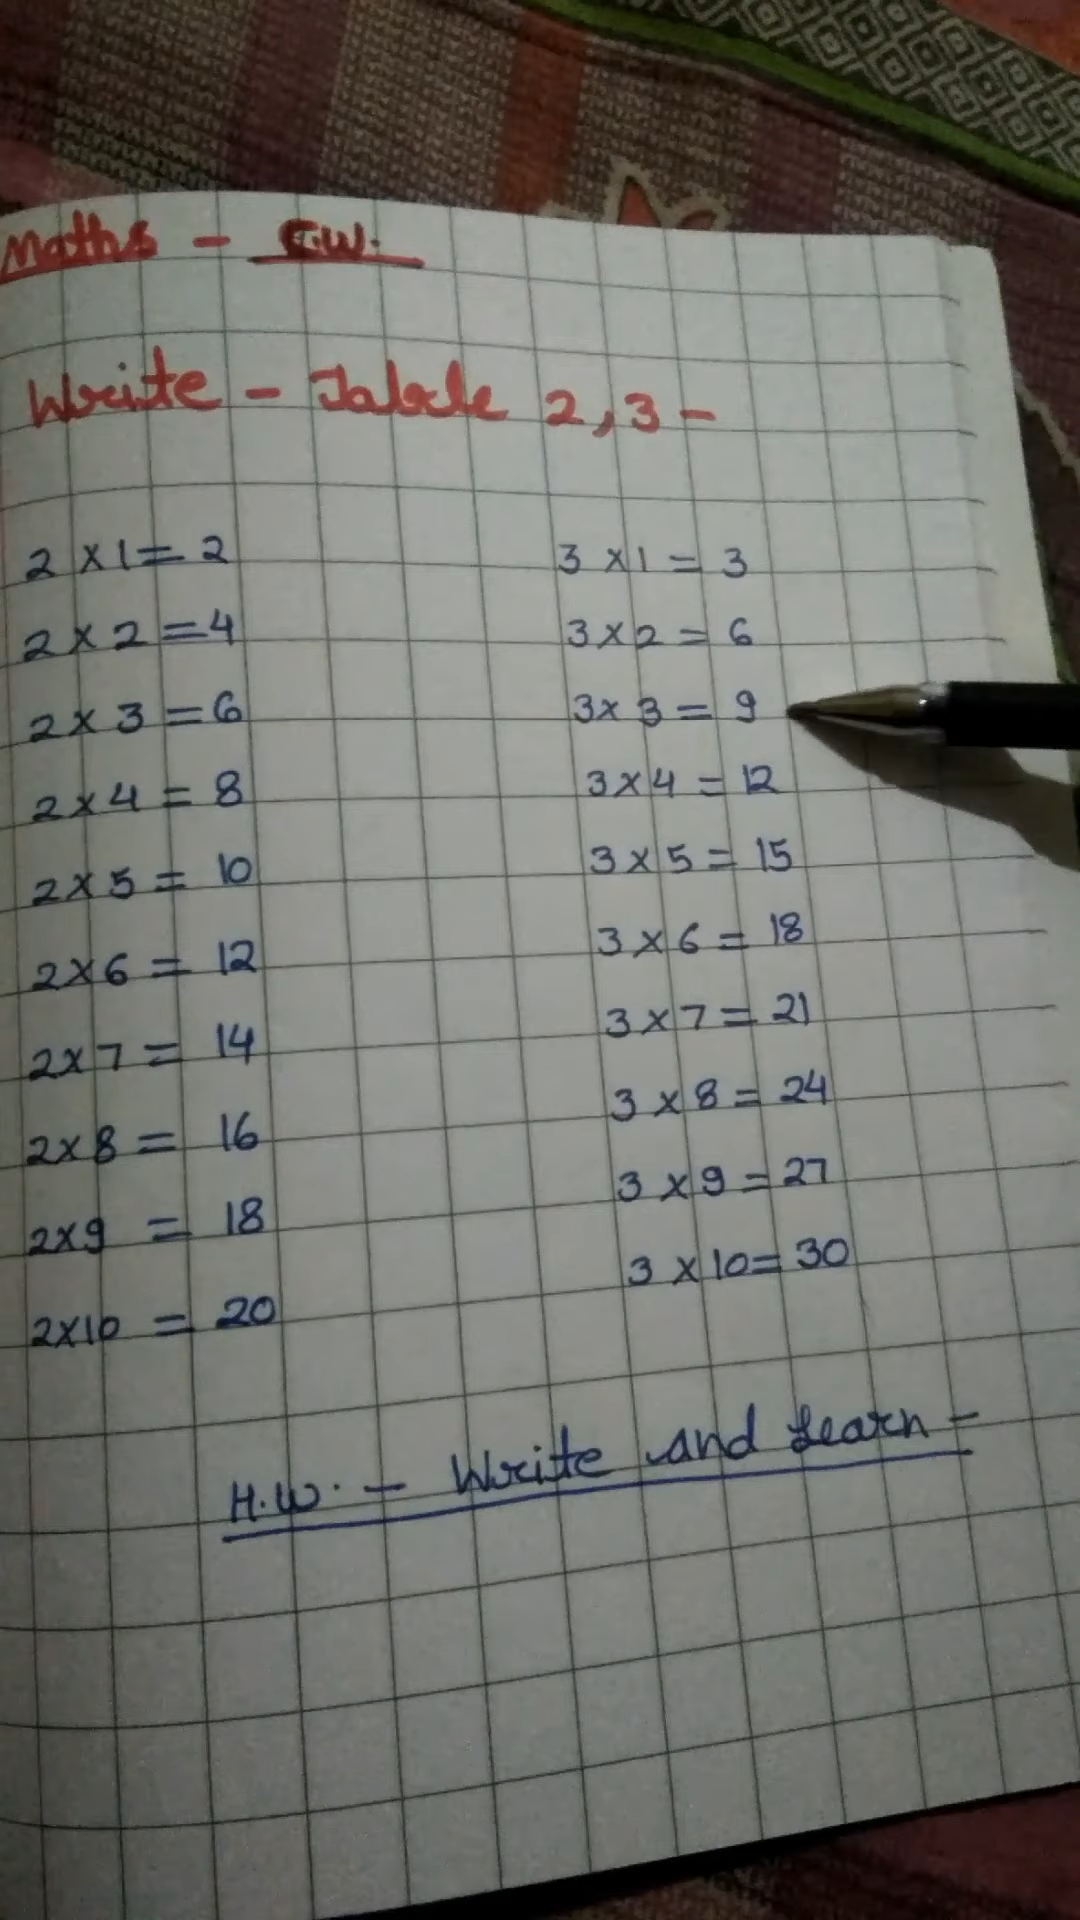 Maths - C.W.
Write - Table 2, 3 -
2 x 1 = 2
2 x 2 = 4
2 x 3 = 6
2 x 4 = 8
2 x 5 = 10
2 x 6 = 12
2 x 7 = 14
2 x 8 = 16
2 x 9 = 18
2 x 10 = 20
3 x 1 = 3
3 x 2 = 6
3 x 3 = 9
3 x 4 = 12
3 x 5 = 15
3 x 6 = 18
3 x 7 = 21
3 x 8 = 24
3 x 9 = 27
3 x 10 = 30
H.W. - Write and Learn -